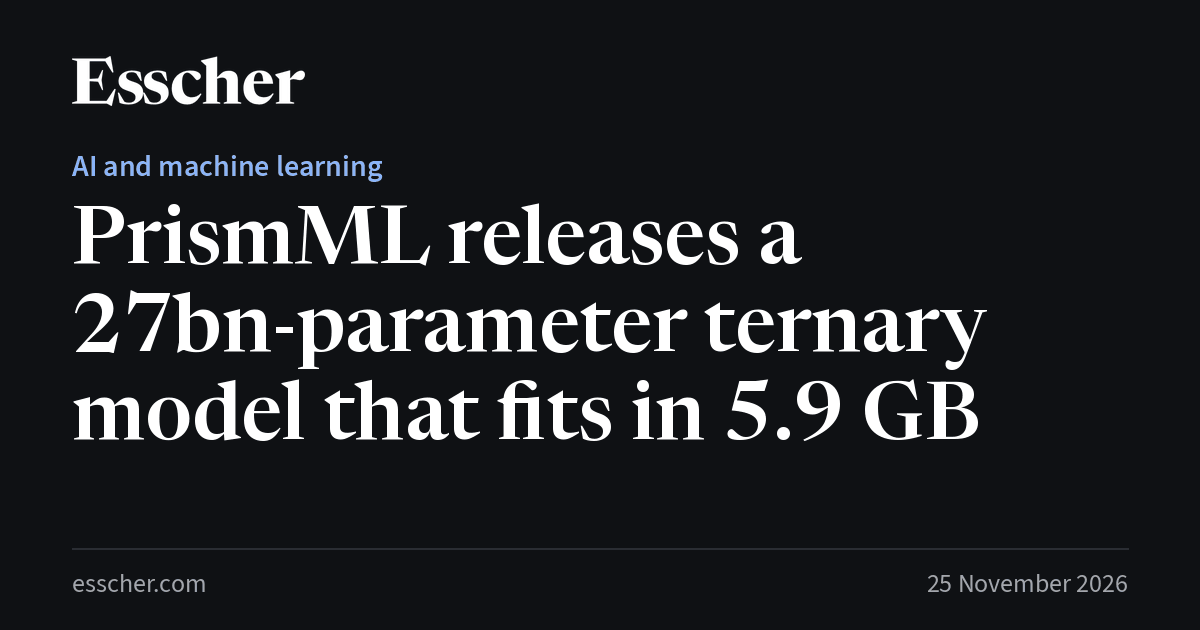 Esscher
AI and machine learning
PrismML releases a
27bn-parameter ternary
model that fits in 5.9 GB
esscher.com
25 November 2026